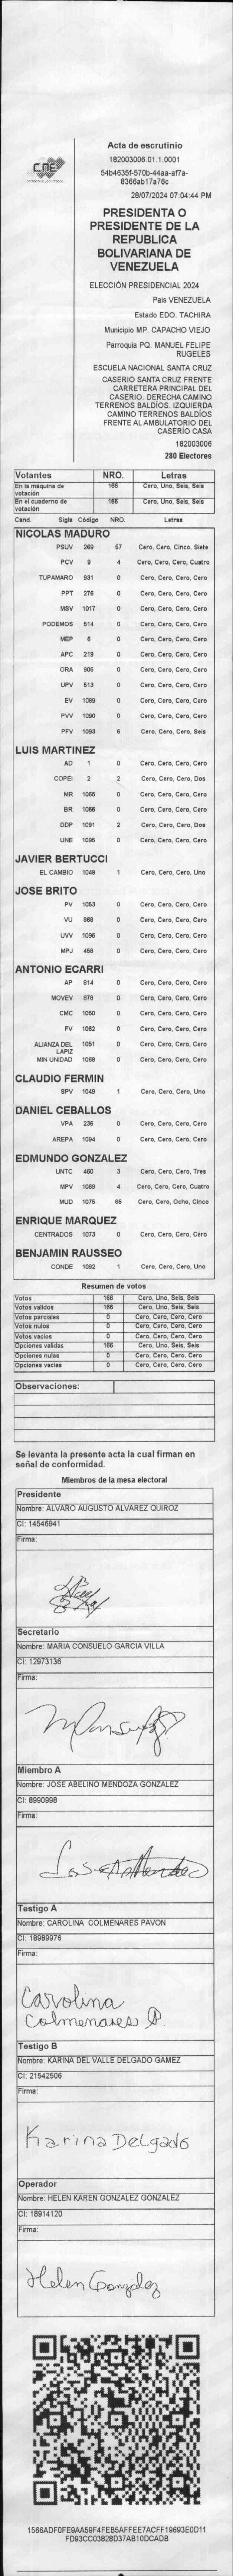 CNE
Acta de escrutinio
182003006.01.1.0001
54b4635f-570b-44aa-af7a-
8366ab17a76c
28/07/2024 07:04:44 PM
PRESIDENTA O
PRESIDENTE DE LA
REPUBLICA
BOLIVARIANA DE
VENEZUELA
ELECCIÓN PRESIDENCIAL 2024
Pais VENEZUELA
Estado EDO. TACHIRA
Municipio MP. CAPACHO VIEJO
Parroquia PQ. MANUEL FELIPE
RUGELES
ESCUELA NACIONAL SANTA CRUZ
CASERIO SANTA CRUZ FRENTE
CARRETERA PRINCIPAL DEL
CASERIO. DERECHA CAMINO
TERRENOS BALDÍOS. IZQUIERDA
CAMINO TERRENOS BALDÍOS
FRENTE AL AMBULATORIO DEL
CASERÍO CASA
182003006
280 Electores
Votantes NRO. Letras
En la máquina de votación 166 Cero, Uno, Seis, Seis
En el cuaderno de votación 166 Cero, Uno, Seis, Seis
Cand. Sigla Código NRO. Letras
NICOLAS MADURO
PSUV 269 57 Cero, Cero, Cinco, Siete
PCV 9 4 Cero, Cero, Cero, Cuatro
TUPAMARO 931 0 Cero, Cero, Cero, Cero
PPT 276 0 Cero, Cero, Cero, Cero
MSV 1017 0 Cero, Cero, Cero, Cero
PODEMOS 514 0 Cero, Cero, Cero, Cero
MEP 6 0 Cero, Cero, Cero, Cero
APC 219 0 Cero, Cero, Cero, Cero
ORA 906 0 Cero, Cero, Cero, Cero
UPV 513 0 Cero, Cero, Cero, Cero
EV 1089 0 Cero, Cero, Cero, Cero
PVV 1090 0 Cero, Cero, Cero, Cero
PFV 1093 6 Cero, Cero, Cero, Seis
LUIS MARTINEZ
AD 1 0 Cero, Cero, Cero, Cero
COPEI 2 2 Cero, Cero, Cero, Dos
MR 1065 0 Cero, Cero, Cero, Cero
BR 1066 0 Cero, Cero, Cero, Cero
DDP 1091 2 Cero, Cero, Cero, Dos
UNE 1095 0 Cero, Cero, Cero, Cero
JAVIER BERTUCCI
EL CAMBIO 1048 1 Cero, Cero, Cero, Uno
JOSE BRITO
PV 1053 0 Cero, Cero, Cero, Cero
VU 868 0 Cero, Cero, Cero, Cero
UVV 1096 0 Cero, Cero, Cero, Cero
MPJ 458 0 Cero, Cero, Cero, Cero
ANTONIO ECARRI
AP 814 0 Cero, Cero, Cero, Cero
MOVEV 878 0 Cero, Cero, Cero, Cero
CMC 1050 0 Cero, Cero, Cero, Cero
FV 1062 0 Cero, Cero, Cero, Cero
ALIANZA DEL LAPIZ 1051 0 Cero, Cero, Cero, Cero
MIN UNIDAD 1068 0 Cero, Cero, Cero, Cero
CLAUDIO FERMIN
SPV 1049 1 Cero, Cero, Cero, Uno
DANIEL CEBALLOS
VPA 236 0 Cero, Cero, Cero, Cero
AREPA 1094 0 Cero, Cero, Cero, Cero
EDMUNDO GONZALEZ
UNTC 460 3 Cero, Cero, Cero, Tres
MPV 1069 4 Cero, Cero, Cero, Cuatro
MUD 1075 85 Cero, Cero, Ocho, Cinco
ENRIQUE MARQUEZ
CENTRADOS 1073 0 Cero, Cero, Cero, Cero
BENJAMIN RAUSSEO
CONDE 1092 1 Cero, Cero, Cero, Uno
Resumen de votos
Votos 166 Cero, Uno, Seis, Seis
Votos validos 166 Cero, Uno, Seis, Seis
Votos parciales 0 Cero, Cero, Cero, Cero
Votos nulos 0 Cero, Cero, Cero, Cero
Votos vacios 0 Cero, Cero, Cero, Cero
Opciones validas 166 Cero, Uno, Seis, Seis
Opciones nulas 0 Cero, Cero, Cero, Cero
Opciones vacias 0 Cero, Cero, Cero, Cero
Observaciones:
Se levanta la presente acta la cual firman en
señal de conformidad.
Miembros de la mesa electoral
Presidente
Nombre: ALVARO AUGUSTO ALVAREZ QUIROZ
CI: 14546941
Firma:
Secretario
Nombre: MARIA CONSUELO GARCIA VILLA
CI: 12973136
Firma:
Miembro A
Nombre: JOSE ABELINO MENDOZA GONZALEZ
CI: 8990998
Firma:
Testigo A
Nombre: CAROLINA COLMENARES PAVON
CI: 18989976
Firma:
Carolina
Colmenares P.
Testigo B
Nombre: KARINA DEL VALLE DELGADO GAMEZ
CI: 21542506
Firma:
Karina Delgado
Operador
Nombre: HELEN KAREN GONZALEZ GONZALEZ
CI: 18914120
Firma:
Helen Gonzalez
1566ADF0FE9AA59F4FEB5AFFEE7ACFF19693E0D11
FD93CC03828D37AB10DCADB